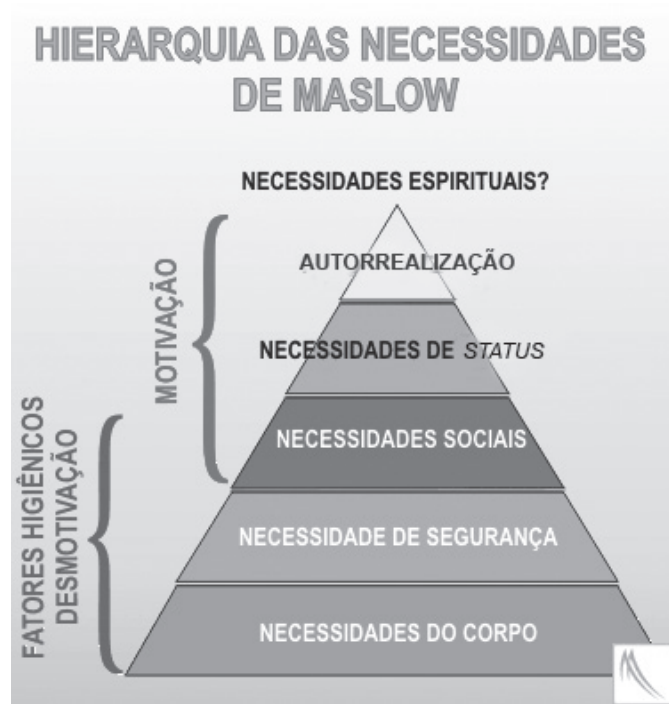 HIERARQUIA DAS NECESSIDADES
DE MASLOW
NECESSIDADES ESPIRITUAIS?
AUTORREALIZAÇÃO
NECESSIDADES DE STATUS
NECESSIDADES SOCIAIS
NECESSIDADE DE SEGURANÇA
NECESSIDADES DO CORPO
MOTIVAÇÃO
FATORES HIGIÊNICOS
DESMOTIVAÇÃO